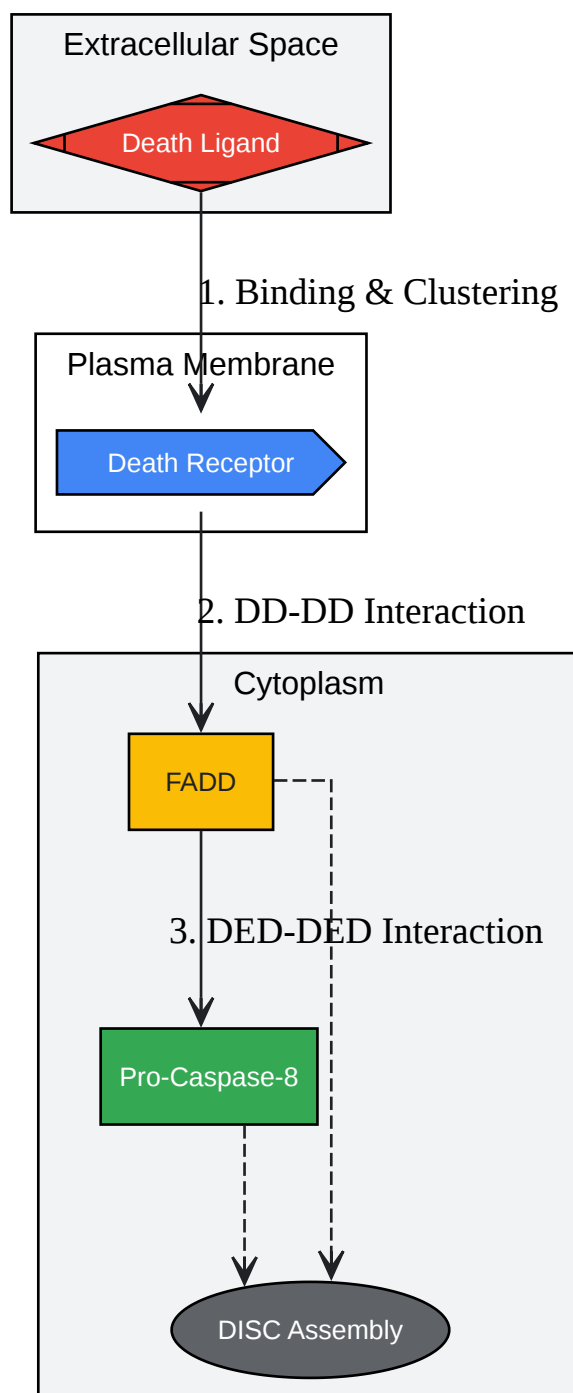 Extracellular Space
Death Ligand
1. Binding & Clustering
Plasma Membrane
Death Receptor
2. DD-DD Interaction
Cytoplasm
FADD
3. DED-DED Interaction
Pro-Caspase-8
DISC Assembly